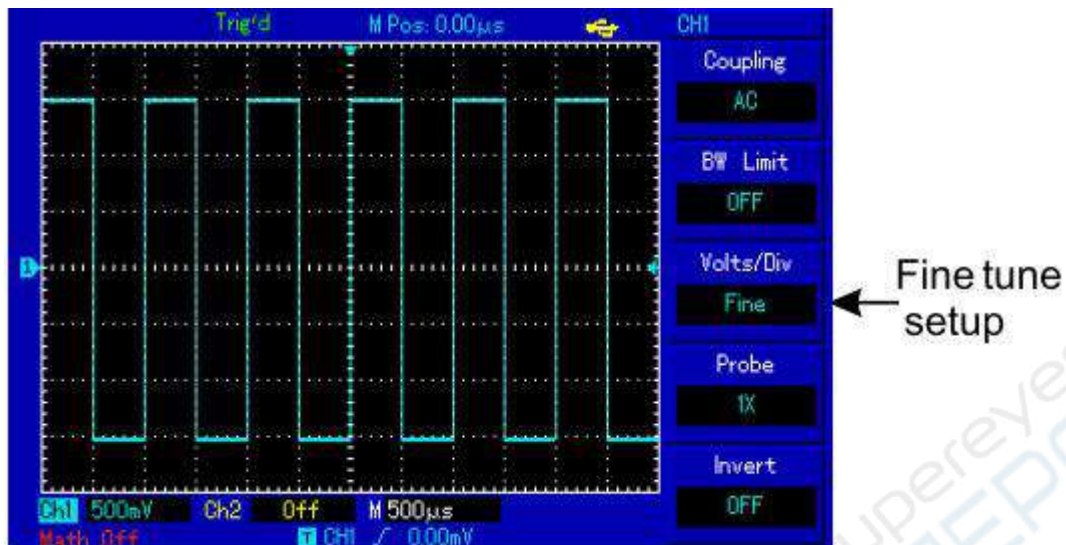 Trig'd M Pos: 0.00μs CH1
Coupling
AC
BW Limit
OFF
1
Volts/Div
Fine
Fine tune
setup
Probe
1X
Invert
OFF
Ch1 500mV Ch2 Off M 500μs
Math Off T CH1 / 0.00mV